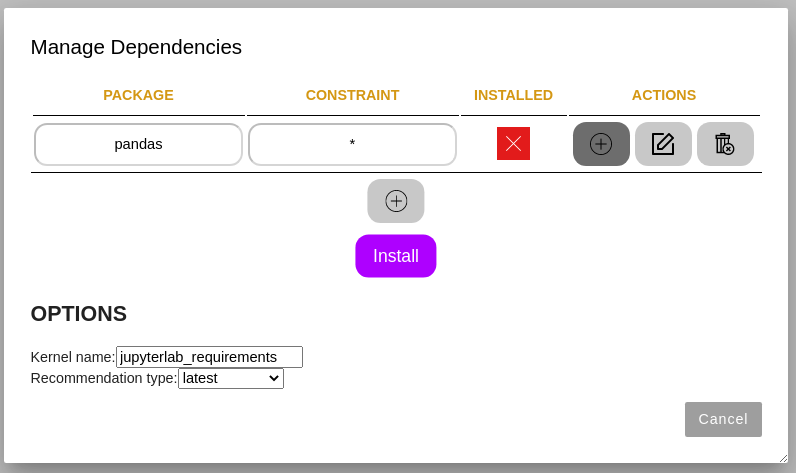 Manage Dependencies
PACKAGE CONSTRAINT INSTALLED ACTIONS
pandas *
Install
OPTIONS
Kernel name: jupyterlab_requirements
Recommendation type: latest
Cancel